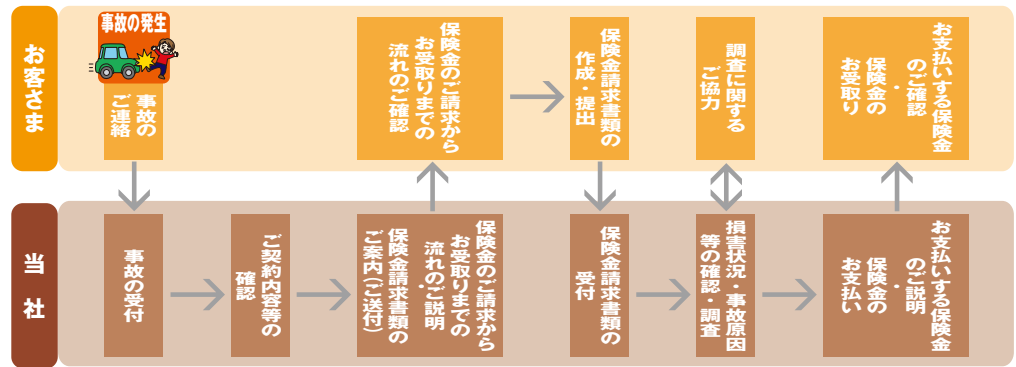 お客さま
事故の発生
事故の
ご連絡
保険金のご請求から
お受取りまでの
流れのご確認
保険金請求書類の
作成・提出
調査に関する
ご協力
お支払いする保険金
のご確認
・
保険金の
お受取り
当社
事故の受付
ご契約内容等の
確認
保険金のご請求から
お受取りまでの
流れのご説明
・
保険金請求書類の
ご案内(ご送付)
保険金請求書類の
受付
損害状況・事故原因
等の確認・調査
お支払いする保険金
のご説明
・
保険金の
お支払い